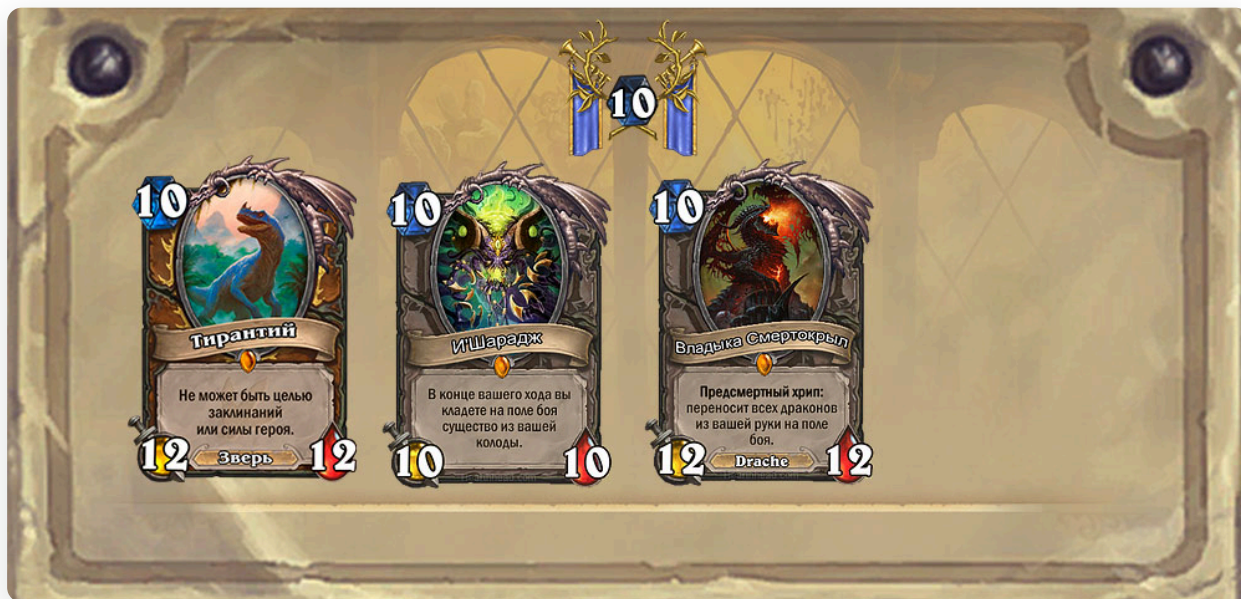 10
10
Тирантий
Не может быть целью
заклинаний
или силы героя.
12
Зверь
12
10
И'Шарадж
В конце вашего хода вы
кладете на поле боя
существо из вашей
колоды.
10
10
10
Владыка Смертокрыл
Предсмертный хрип:
переносит всех драконов
из вашей руки на поле
боя.
12
Drache
12